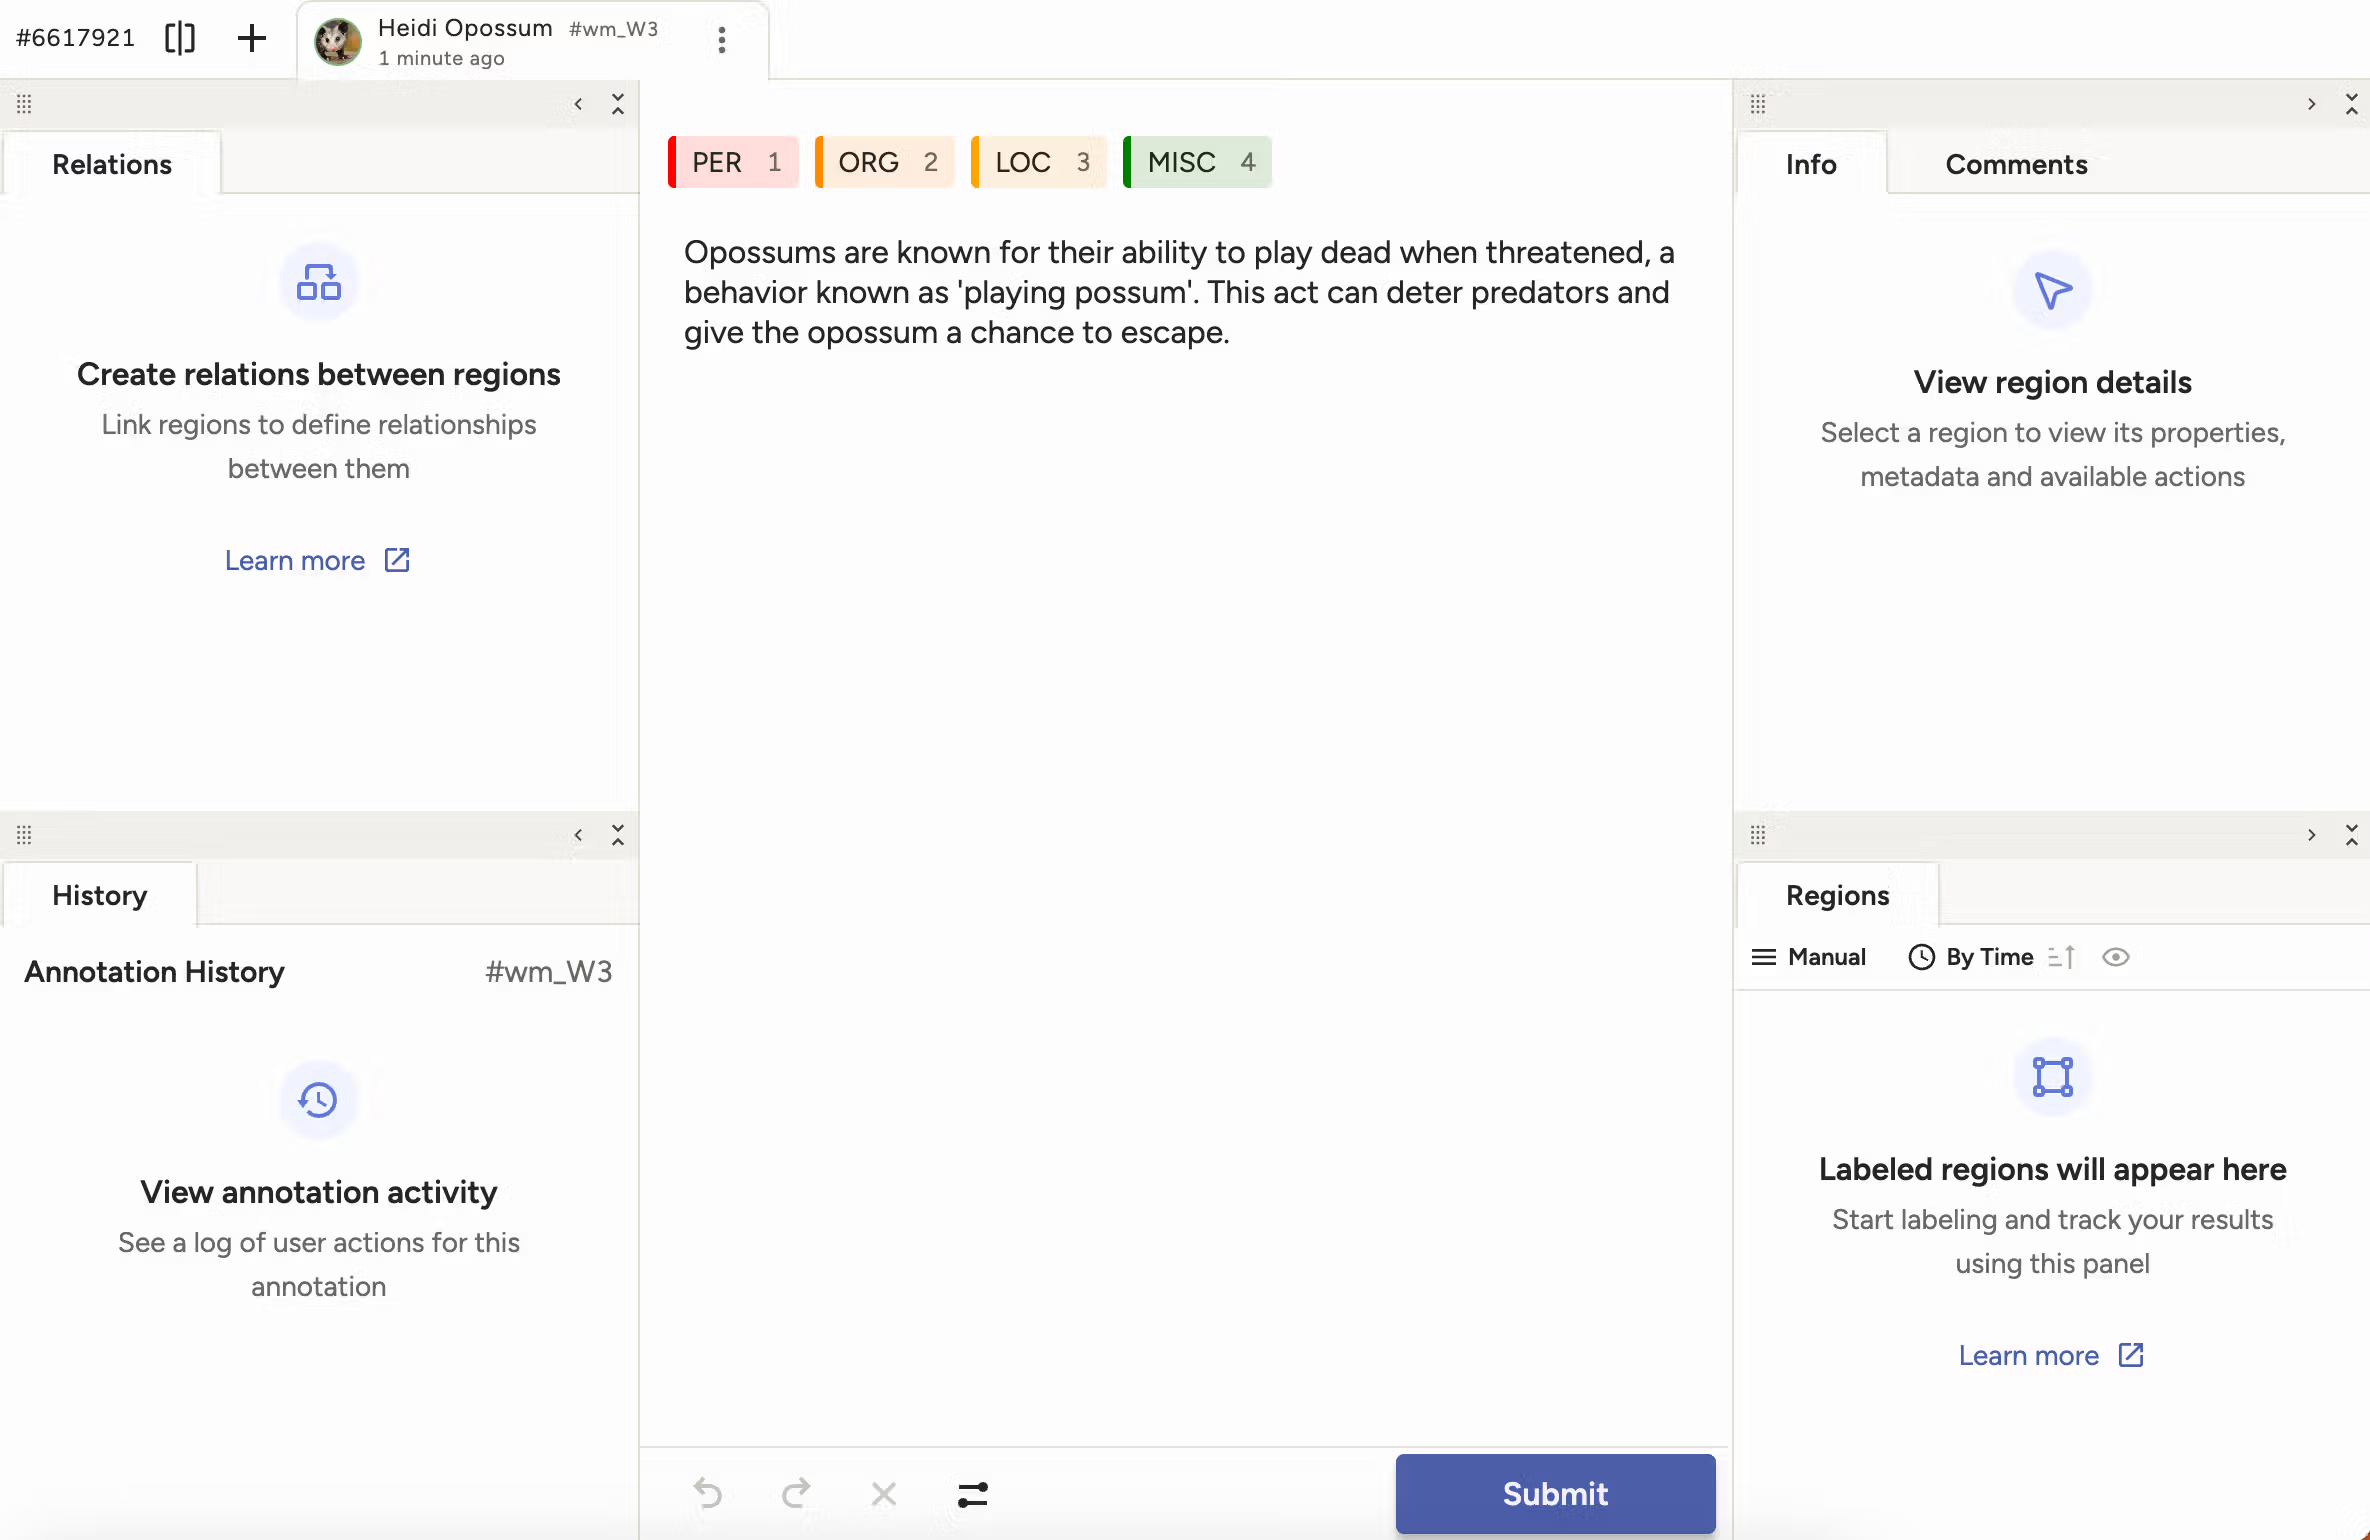 #6617921
Heidi Opossum #wm_W3
1 minute ago
Relations
Create relations between regions
Link regions to define relationships
between them
Learn more
History
Annotation History #wm_W3
View annotation activity
See a log of user actions for this
annotation
PER 1 ORG 2 LOC 3 MISC 4
Opossums are known for their ability to play dead when threatened, a
behavior known as 'playing possum'. This act can deter predators and
give the opossum a chance to escape.
Submit
Info Comments
View region details
Select a region to view its properties,
metadata and available actions
Regions
Manual By Time
Labeled regions will appear here
Start labeling and track your results
using this panel
Learn more